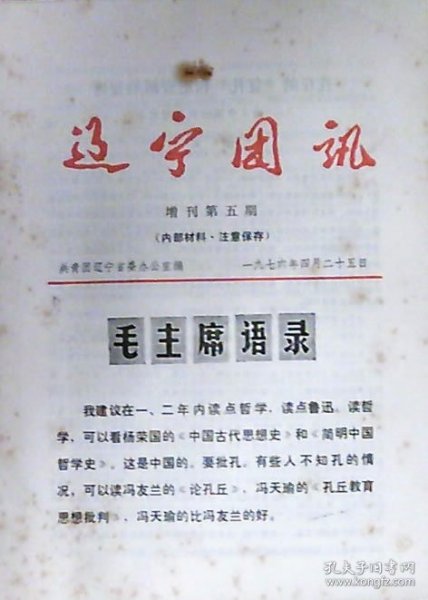 辽宁团讯
增刊第五期
（内部材料·注意保存）
共青团辽宁省委办公室编 一九七六年四月二十五日
毛主席语录
我建议在一、二年内读点哲学，读点鲁迅。读哲
学，可以看杨荣国的《中国古代思想史》和《简明中国
哲学史》。这是中国的。要批孔。有些人不知孔的情
况，可以读冯友兰的《论孔丘》、冯天瑜的《孔丘教育
思想批判》、冯天瑜的比冯友兰的好。
孔夫子旧书网
www.kongfz.com